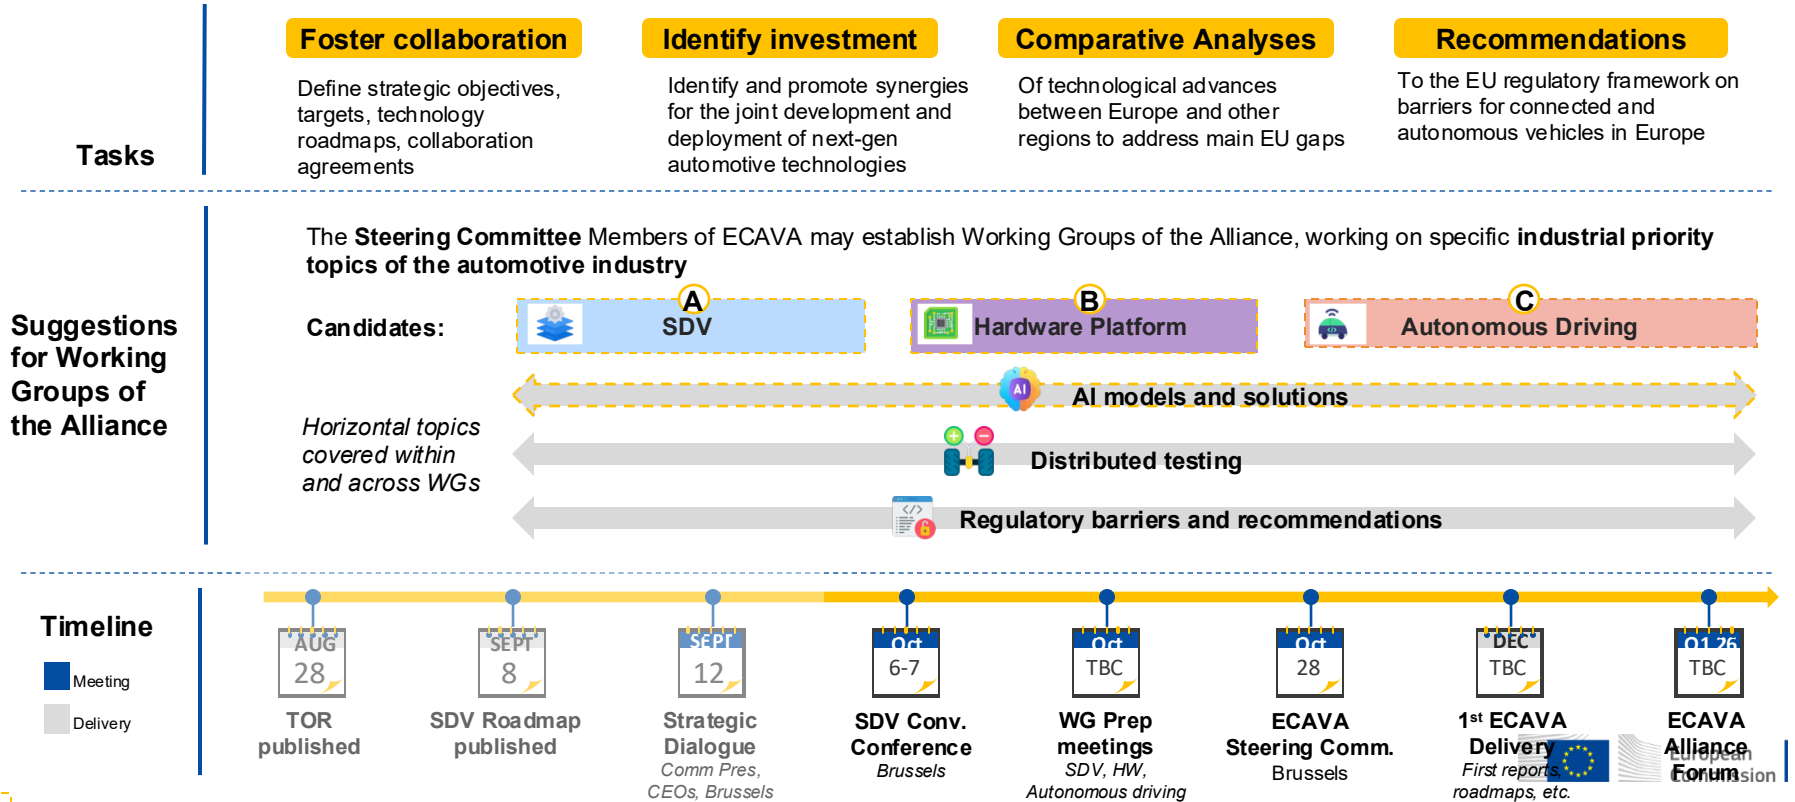 Foster collaboration
Identify investment
Comparative Analyses
Recommendations
Define strategic objectives,
targets, technology
roadmaps, collaboration
agreements
Identify and promote synergies
for the joint development and
deployment of next-gen
automotive technologies
Of technological advances
between Europe and other
regions to address main EU gaps
To the EU regulatory framework on
barriers for connected and
autonomous vehicles in Europe
Tasks
The Steering Committee Members of ECAVA may establish Working Groups of the Alliance, working on specific industrial priority
topics of the automotive industry
Suggestions
for Working
Groups of
the Alliance
Candidates:
A
SDV
B
Hardware Platform
C
Autonomous Driving
Horizontal topics
covered within
and across WGs
AI
AI models and solutions
Distributed testing
</>
Regulatory barriers and recommendations
Timeline
Meeting
Delivery
AUG
28
TOR
published
SEPT
8
SDV Roadmap
published
SEPT
12
Strategic
Dialogue
Comm Pres,
CEOs, Brussels
Oct
6-7
SDV Conv.
Conference
Brussels
Oct
TBC
WG Prep
meetings
SDV, HW,
Autonomous driving
Oct
28
ECAVA
Steering Comm.
Brussels
DEC
TBC
1st ECAVA
Delivery
First reports,
roadmaps, etc.
Q1 26
TBC
ECAVA
Alliance
Forum
European
Commission